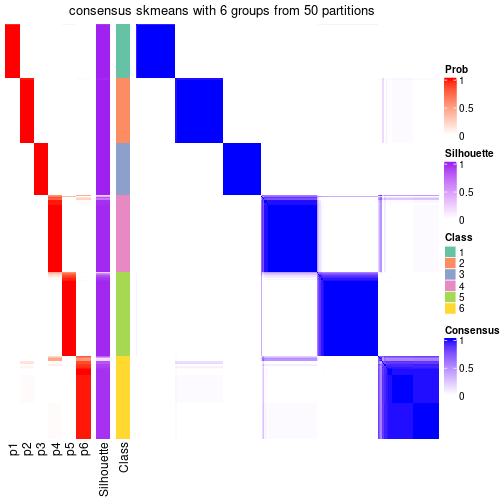 consensus skmeans with 6 groups from 50 partitions
Prob
1
0.5
0
Silhouette
1
0.5
0
Class
1
2
3
4
5
6
Consensus
1
0.5
0
p1
p2
p3
p4
p5
p6
Silhouette
Class